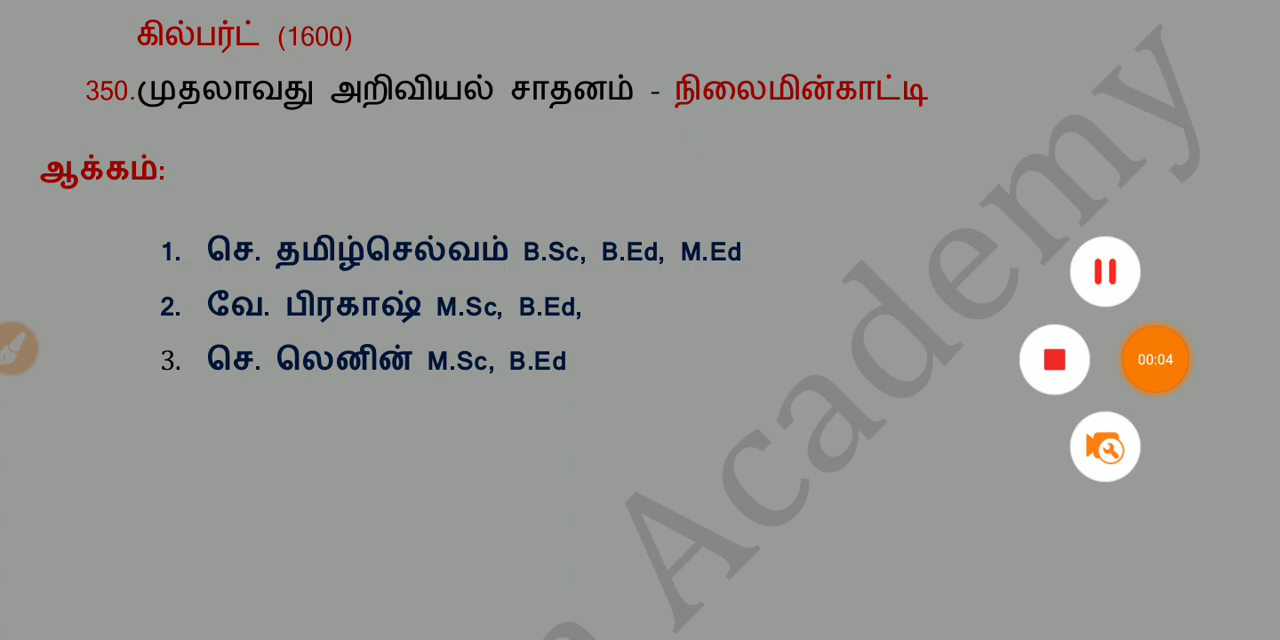 கில்பர்ட் (1600)
350.முதலாவது அறிவியல் சாதனம் - நிலைமின்காட்டி
ஆக்கம்:
1. செ. தமிழ்செல்வம் B.Sc, B.Ed, M.Ed
2. வே. பிரகாஷ் M.Sc, B.Ed,
3. செ. லெனின் M.Sc, B.Ed
00:04
Academy